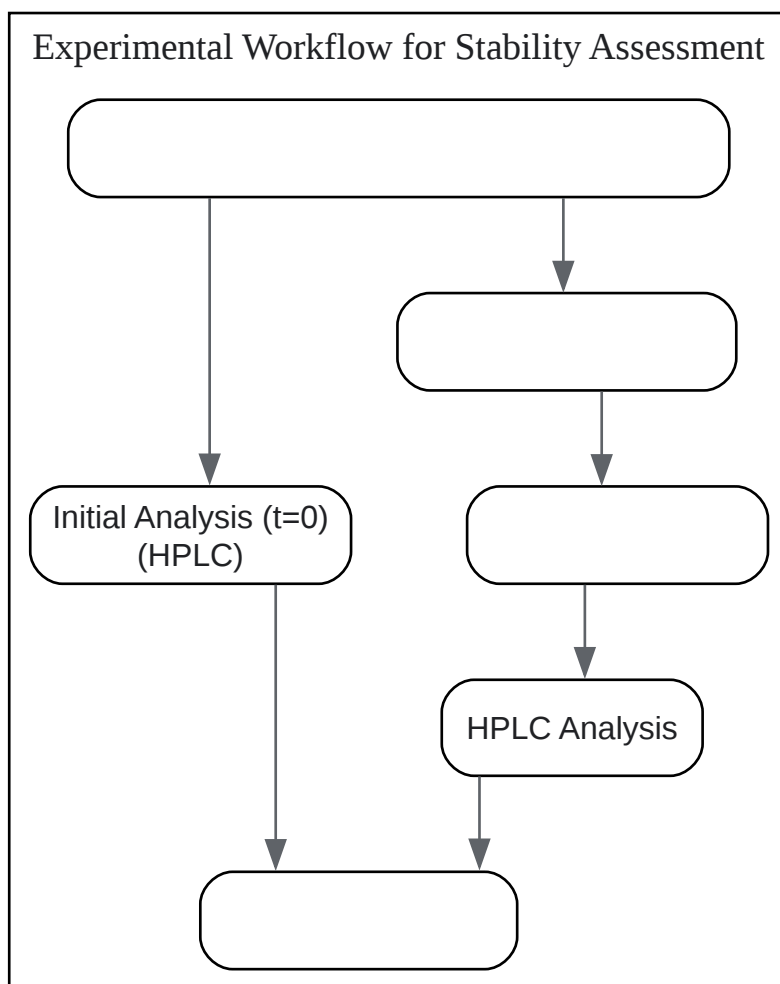 Experimental Workflow for Stability Assessment
Initial Analysis (t=0)
(HPLC)
HPLC Analysis